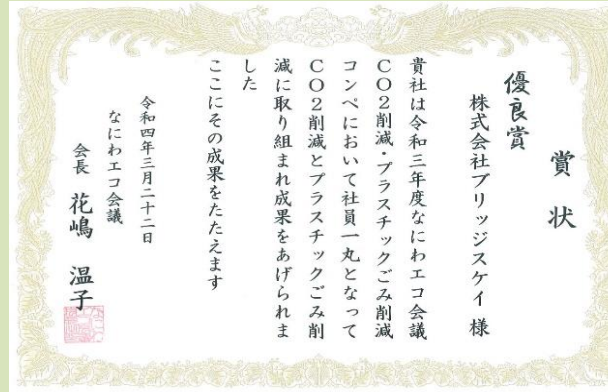 賞状
優良賞
株式会社ブリッジスケイ 様
貴社は令和三年度なにわエコ会議
CO2削減・プラスチックごみ削減
コンペにおいて社員一丸となって
CO2削減とプラスチックごみ削
減に取り組まれ成果をあげられま
した
ここにその成果をたたえます
令和四年三月二十二日
なにわエコ会議
会長 花嶋 温子